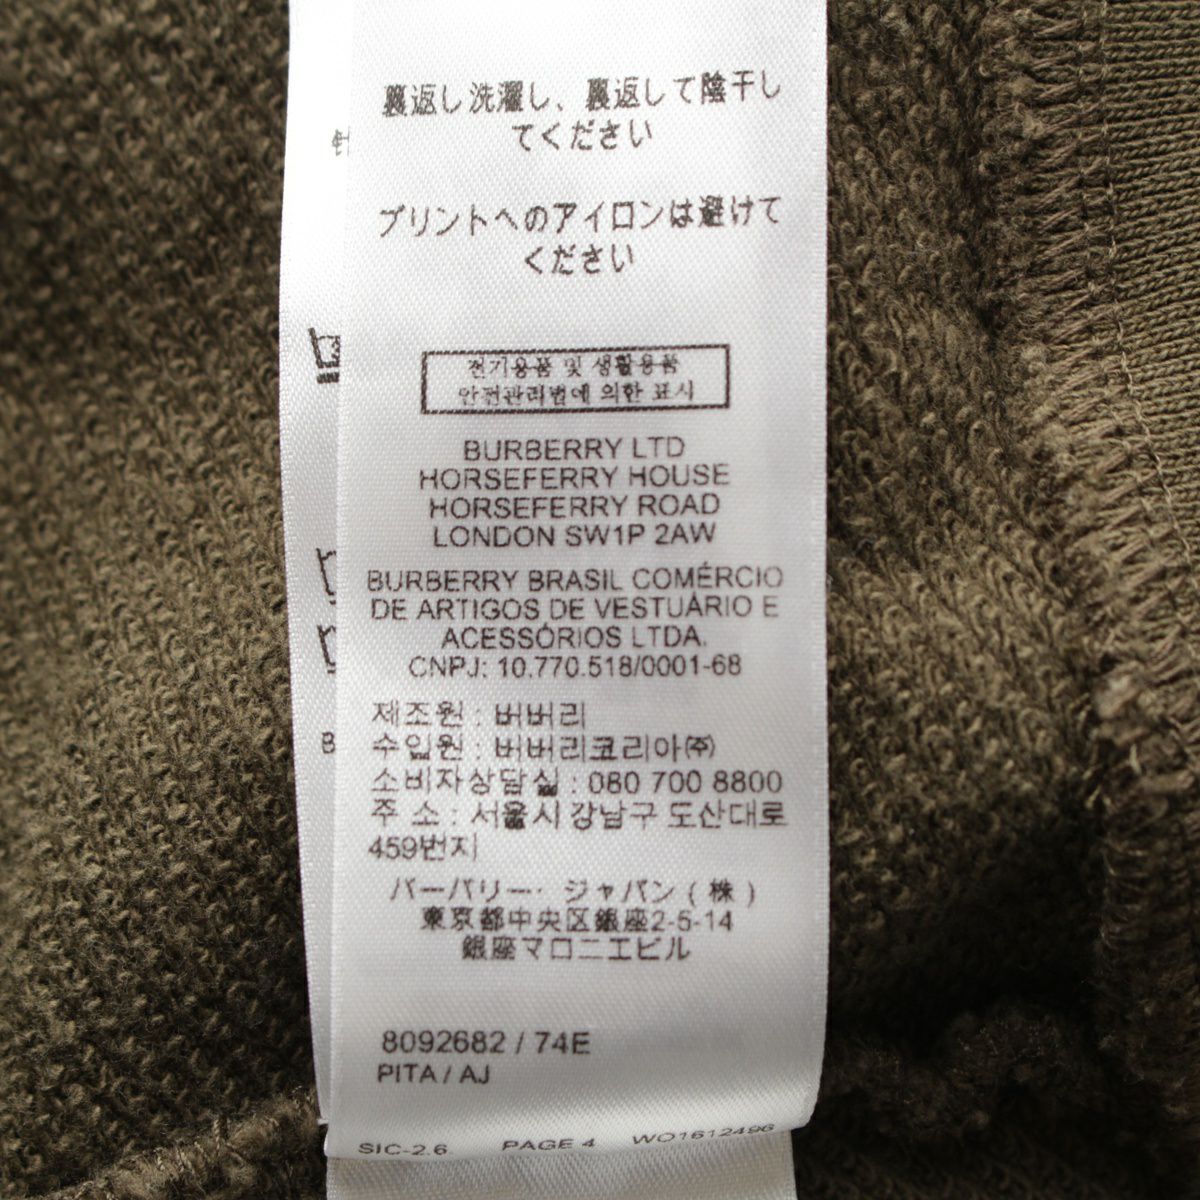 裏返し洗濯し、裏返して陰干し
てください
プリントへのアイロンは避けて
ください
전기용품 및 생활용품
안전관리법에 의한 표시
BURBERRY LTD
HORSEFERRY HOUSE
HORSEFERRY ROAD
LONDON SW1P 2AW
BURBERRY BRASIL COMÉRCIO
DE ARTIGOS DE VESTUÁRIO E
ACESSÓRIOS LTDA.
CNPJ: 10.770.518/0001-68
제조원 : 버버리
수입원 : 버버리코리아㈜
소비자상담실 : 080 700 8800
주 소 : 서울시 강남구 도산대로
459번지
バーバリー・ジャパン(株)
東京都中央区銀座2-5-14
銀座マロニエビル
8092682 / 74E
PITA / AJ
SIC-2.6. PAGE 4 WO1612496